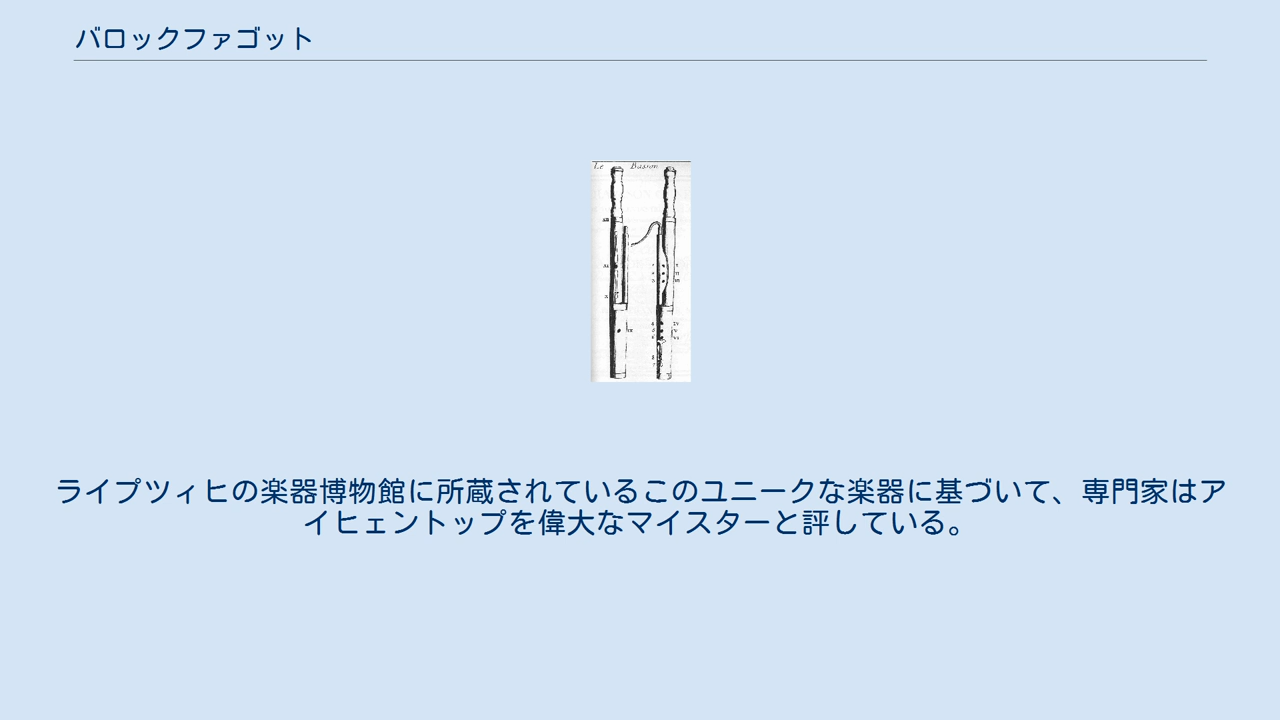 バロックファゴット
Le Basson
ライプツィヒの楽器博物館に所蔵されているこのユニークな楽器に基づいて、専門家はア
イヒェントップを偉大なマイスターと評している。